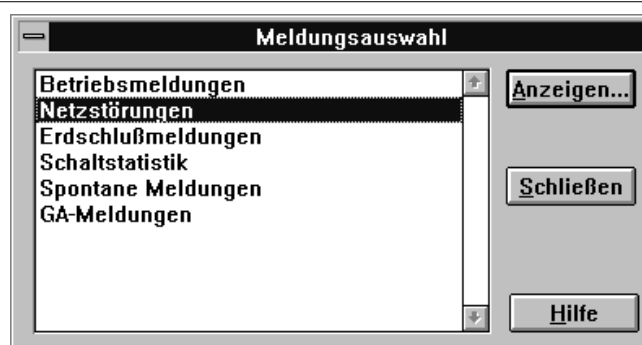 Meldungsauswahl
Betriebsmeldungen
Netzstörungen
Erdschlußmeldungen
Schaltstatistik
Spontane Meldungen
GA-Meldungen
Anzeigen...
Schließen
Hilfe